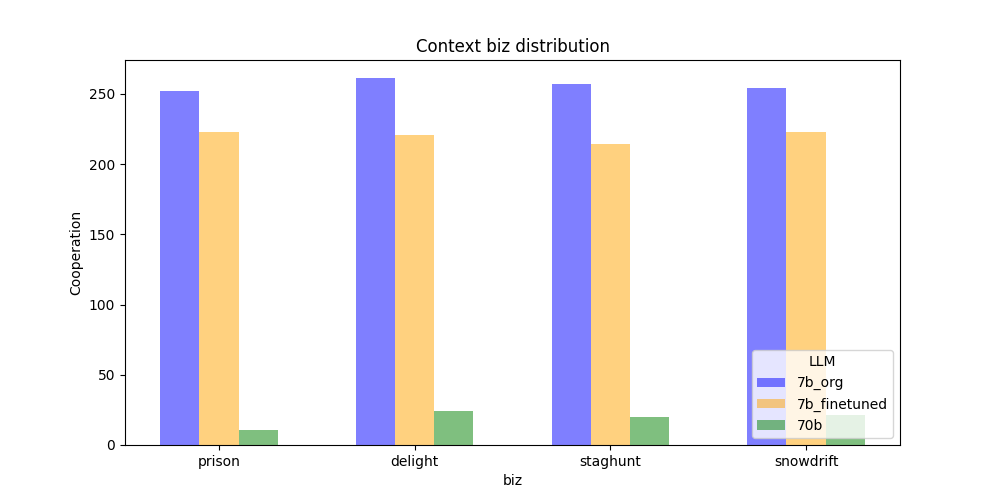 Context biz distribution
Cooperation
250
200
150
100
50
0
prison delight staghunt snowdrift
biz
LLM
7b_org
7b_finetuned
70b